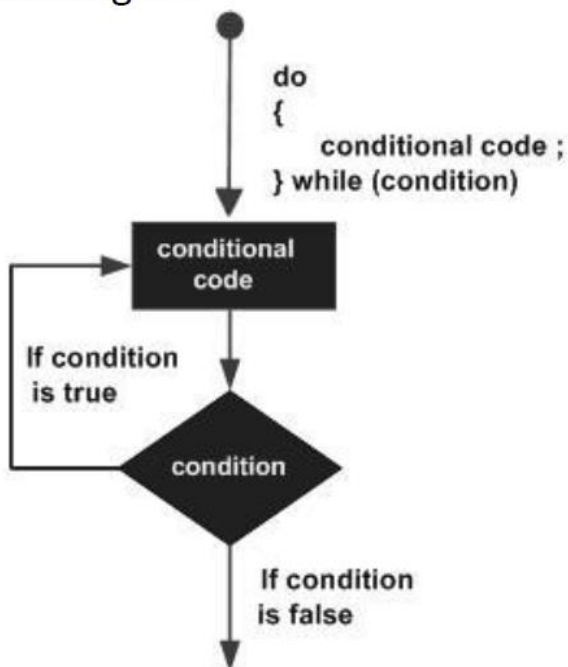 do
{
conditional code ;
} while (condition)
conditional
code
If condition
is true
condition
If condition
is false